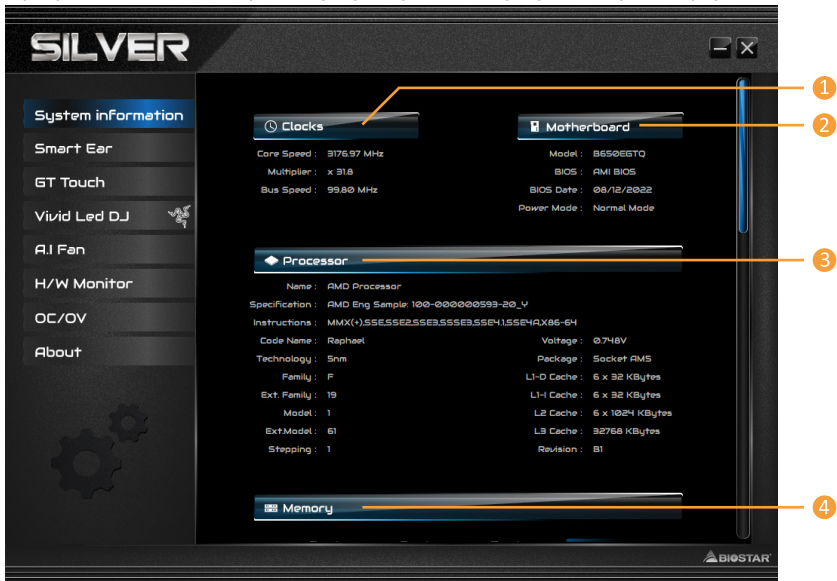 SILVER
System information
Smart Ear
GT Touch
Vivid Led DJ
A.I Fan
H/W Monitor
OC/OV
About
Clocks
1
Core Speed : 3176.97 MHz
Multiplier : x 31.8
Bus Speed : 99.80 MHz
Motherboard
2
Model : B650EGTQ
BIOS : AMI BIOS
BIOS Date : 08/12/2022
Power Mode : Normal Mode
Processor
3
Name : AMD Processor
Specification : AMD Eng Sample: 100-000000593-20_Y
Instructions : MMX(+),SSE,SSE2,SSE3,SSSE3,SSE4.1,SSE4A,X86-64
Code Name : Raphael
Technology : 5nm
Family : F
Ext. Family : 19
Model : 1
Ext.Model : 61
Stepping : 1
Voltage : 0.748V
Package : Socket AM5
L1-D Cache : 6 x 32 KBytes
L1-I Cache : 6 x 32 KBytes
L2 Cache : 6 x 1024 KBytes
L3 Cache : 32768 KBytes
Revision : B1
Memory
4
BIOSTAR